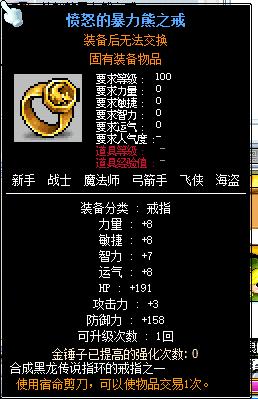 愤怒的暴力熊之戒
装备后无法交换
固有装备物品
要求等级 : 100
要求力量 : 0
要求敏捷 : 0
要求智力 : 0
要求运气 : 0
要求人气度 : -
道具等级 : -
道具经验值 : -
新手 战士 魔法师 弓箭手 飞侠 海盗
装备分类 : 戒指
力量 : +8
敏捷 : +8
智力 : +7
运气 : +8
HP : +191
攻击力 : +3
防御力 : +158
可升级次数 : 1回
金锤子已提高的强化次数: 0
合成黑龙传说指环的戒指之一
使用宿命剪刀，可以使物品交易1次。